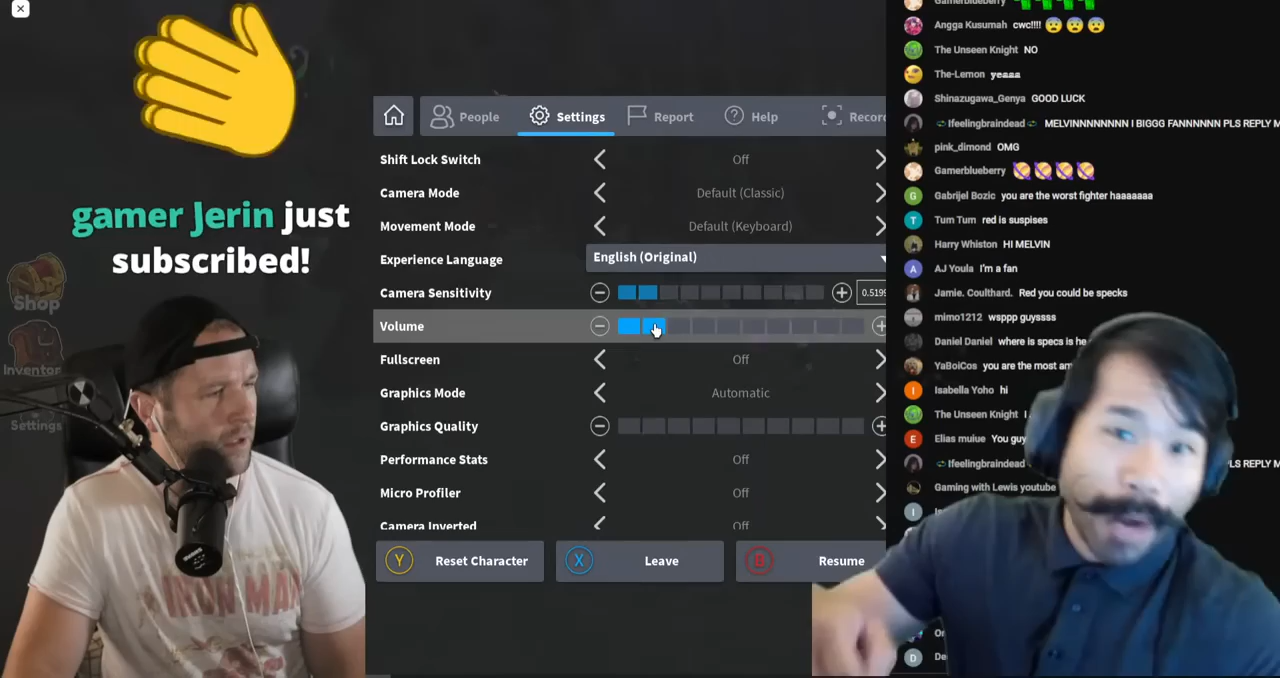 gamer Jerin just
subscribed!
Shop
Inventor
Settings
IRON MAN
People
Settings
Report
Help
Recor
Shift Lock Switch
Off
Camera Mode
Default (Classic)
Movement Mode
Default (Keyboard)
Experience Language
English (Original)
Camera Sensitivity
0.5199
Volume
Fullscreen
Off
Graphics Mode
Automatic
Graphics Quality
Performance Stats
Off
Micro Profiler
Off
Camera Inverted
Off
Y Reset Character
X Leave
B Resume
Gamerblueberry
Angga Kusumah cwc!!!!
The Unseen Knight NO
The-Lemon yeaaa
Shinazugawa_Genya GOOD LUCK
Ifeelingbraindead MELVINNNNNNNN I BIGGG FANNNNNN PLS REPLY M
pink_dimond OMG
Gamerblueberry
G Gabrijel Bozic you are the worst fighter haaaaaaa
T Tum Tum red is suspises
Harry Whiston HI MELVIN
A AJ Youla I'm a fan
Jamie. Coulthard. Red you could be specks
mimo1212 wsppp guyssss
Daniel Daniel where is specs is he
YaBoiCos you are the most am
I Isabella Yoho hi
The Unseen Knight I
E Elias muiue You guy
Ifeelingbraindead LS REPLY M
Gaming with Lewis youtube
I
D De